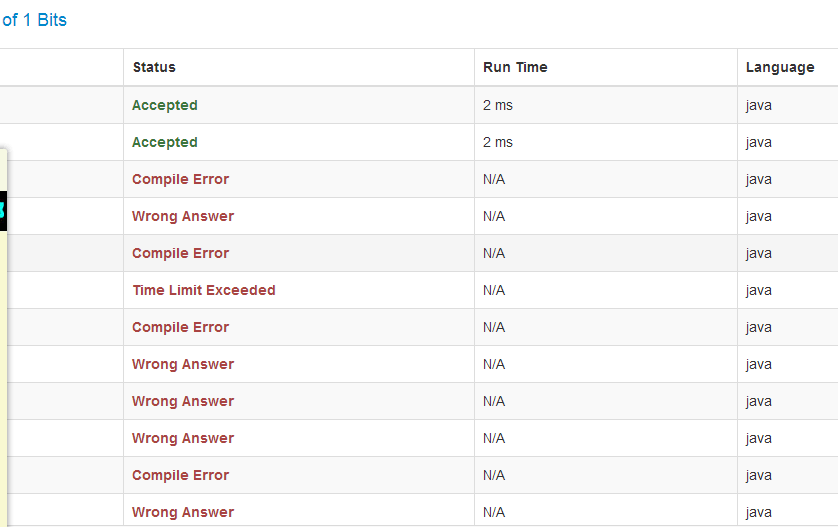 of 1 Bits
Status Run Time Language
Accepted 2 ms java
Accepted 2 ms java
Compile Error N/A java
Wrong Answer N/A java
Compile Error N/A java
Time Limit Exceeded N/A java
Compile Error N/A java
Wrong Answer N/A java
Wrong Answer N/A java
Wrong Answer N/A java
Compile Error N/A java
Wrong Answer N/A java